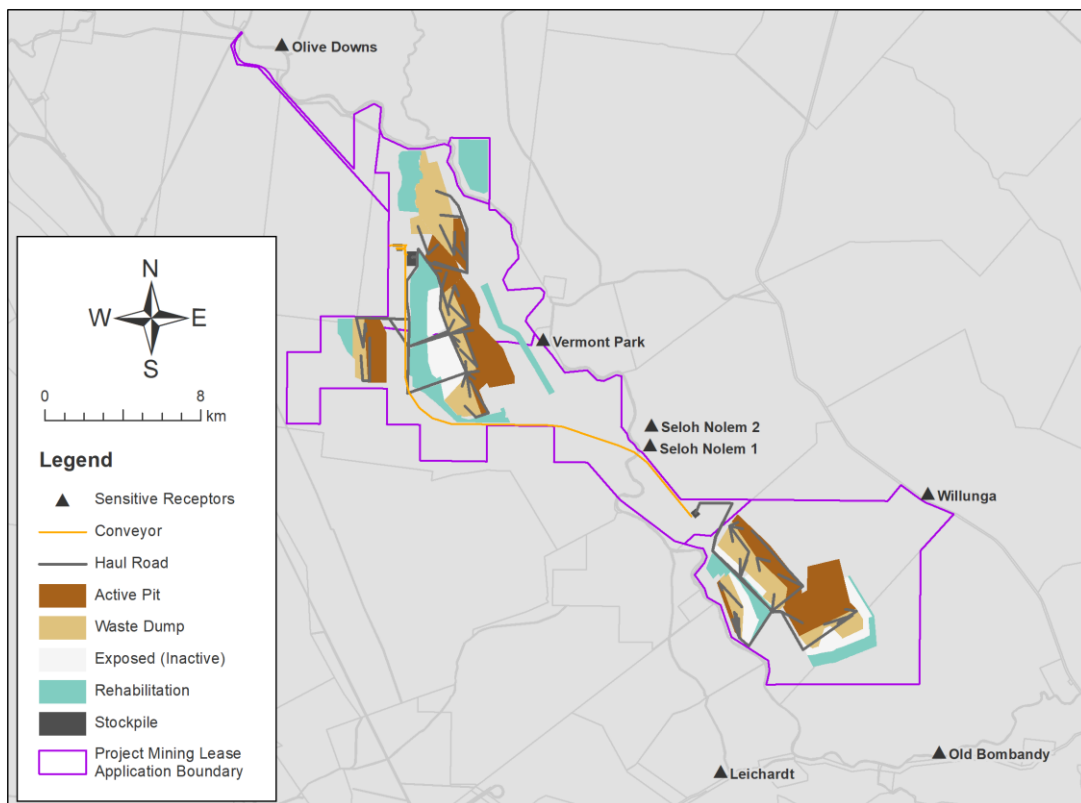 Olive Downs
N
W
E
S
Vermont Park
0
8
km
Seloh Nolem 2
Seloh Nolem 1
Legend
Sensitive Receptors
Willunga
Conveyor
Haul Road
Active Pit
Waste Dump
Exposed (Inactive)
Rehabilitation
Stockpile
Project Mining Lease
Application Boundary
Old Bombandy
Leichardt